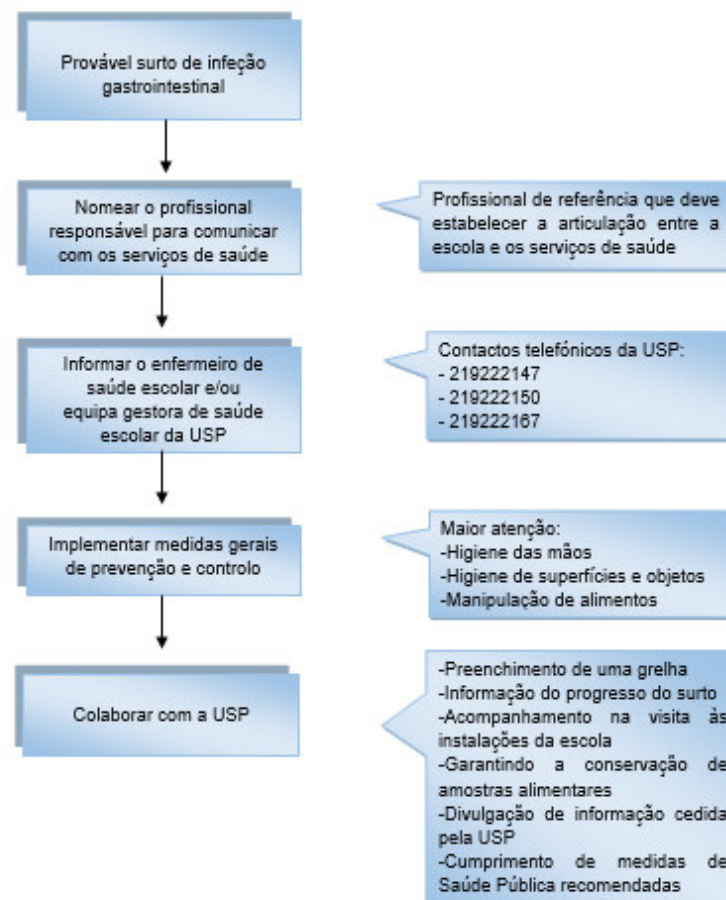 Provável surto de infeção
gastrointestinal
Nomear o profissional
responsável para comunicar
com os serviços de saúde
Profissional de referência que deve
estabelecer a articulação entre a
escola e os serviços de saúde
Informar o enfermeiro de
saúde escolar e/ou
equipa gestora de saúde
escolar da USP
Contactos telefónicos da USP:
- 219222147
- 219222150
- 219222167
Implementar medidas gerais
de prevenção e controlo
Maior atenção:
-Higiene das mãos
-Higiene de superfícies e objetos
-Manipulação de alimentos
Colaborar com a USP
-Preenchimento de uma grelha
-Informação do progresso do surto
-Acompanhamento na visita às
instalações da escola
-Garantindo a conservação de
amostras alimentares
-Divulgação de informação cedida
pela USP
-Cumprimento de medidas de
Saúde Pública recomendadas